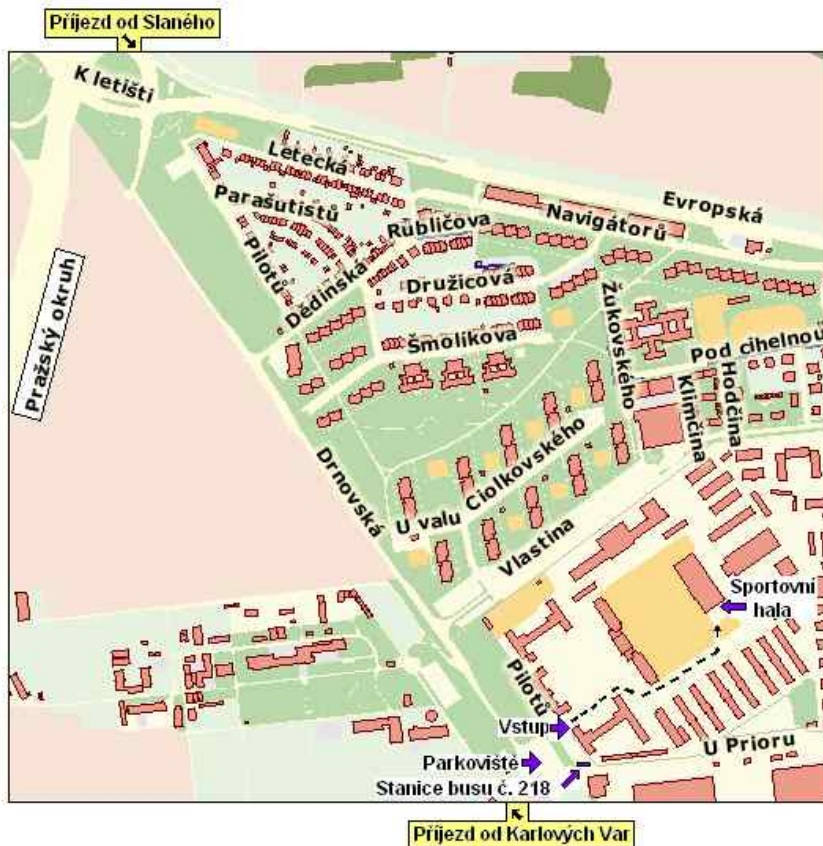 Příjezd od Slaného
K letišti
Letecká
Parašutistů
Pilotů
Rubličova
Navigátorů
Evropská
Dědinská
Družicová
Žukovského
Pražský okruh
Šmolíkova
Pod cihelnou
Klimčina
Hodčina
Drnovská
U valu
Ciolkovského
Vlastina
Sportovní
hala
Pilotů
Vstup
U Prioru
Parkoviště
Stanice busu č. 218
Příjezd od Karlových Var